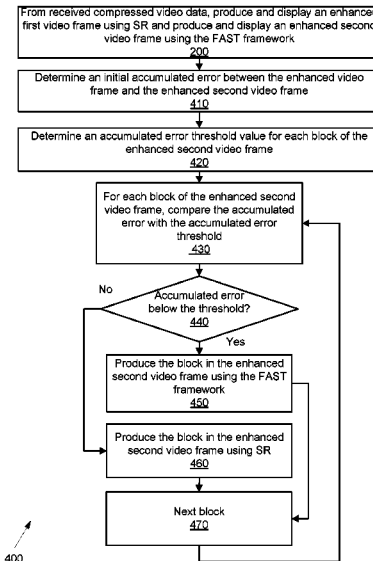 From received compressed video data, produce and display an enhanced
first video frame using SR and produce and display an enhanced second
video frame using the FAST framework
200
Determine an initial accumulated error between the enhanced video
frame and the enhanced second video frame
410
Determine an accumulated error threshold value for each block of the
enhanced second video frame
420
For each block of the enhanced second
video frame, compare the accumulated
error with the accumulated error
threshold
430
No
Accumulated error
below the threshold?
440
Yes
Produce the block in the enhanced
second video frame using the FAST
framework
450
Produce the block in the enhanced
second video frame using SR
460
Next block
470
400